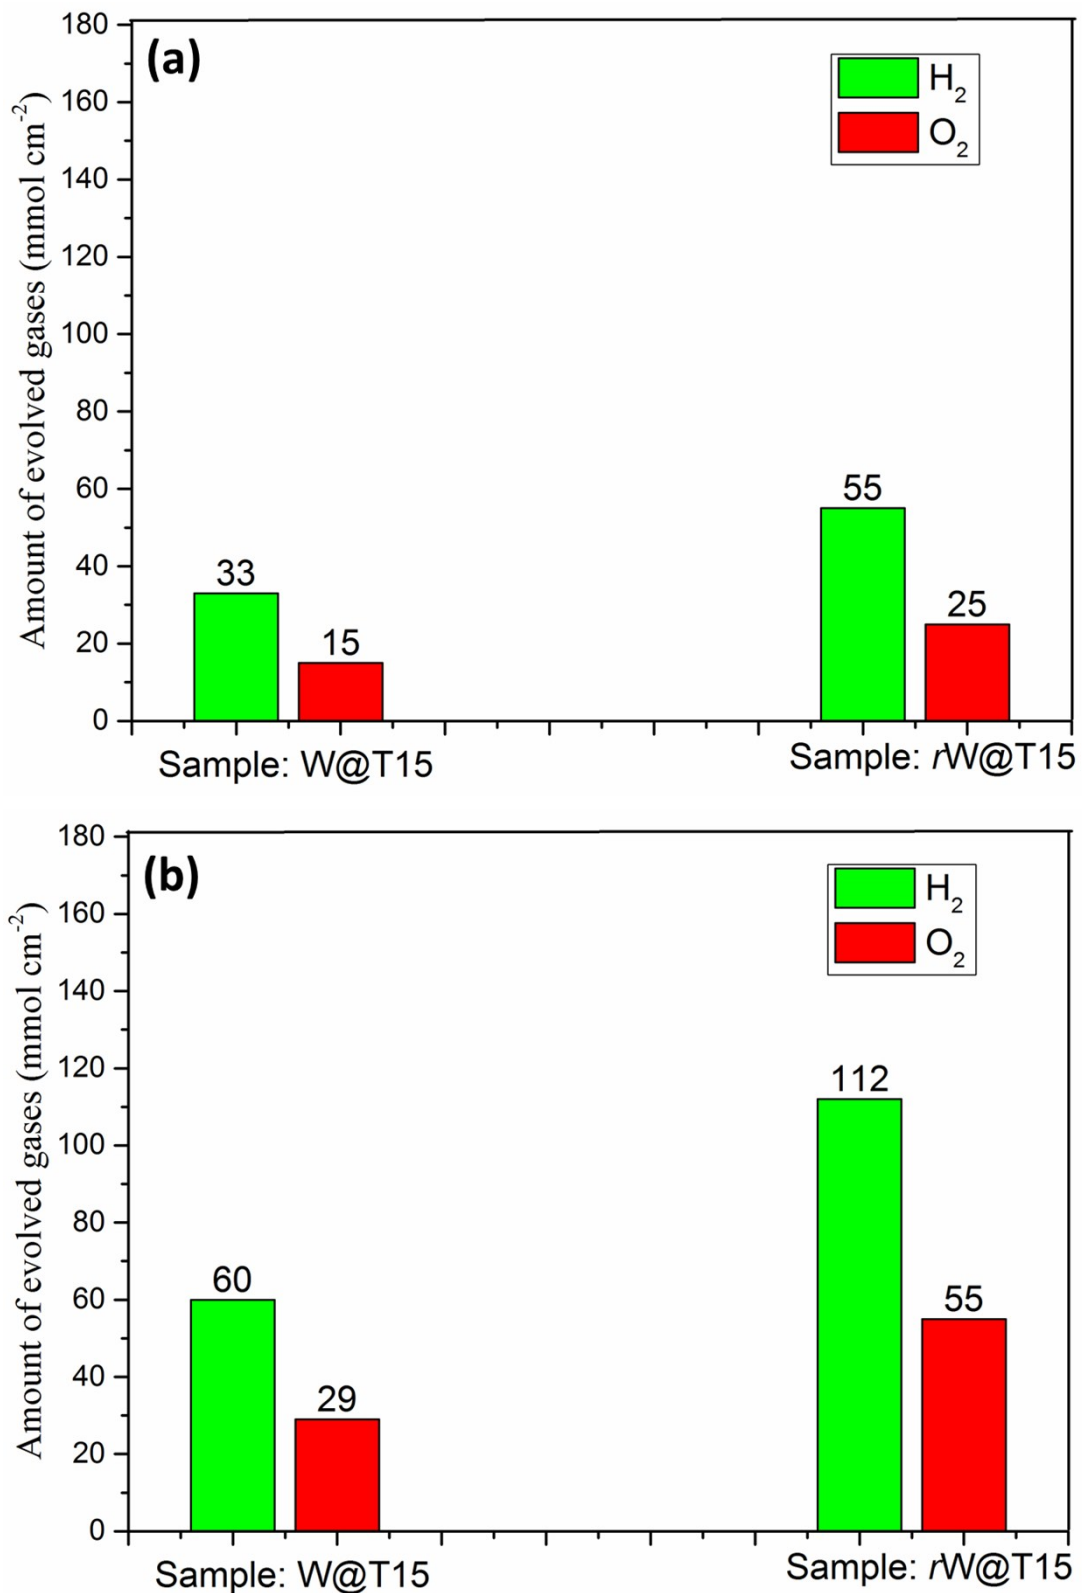 (a)
H₂
O₂
Amount of evolved gases (mmol cm⁻²)
180
160
140
120
100
80
60
40
20
0
33
15
55
25
Sample: W@T15
Sample: rW@T15
(b)
H₂
O₂
Amount of evolved gases (mmol cm⁻²)
180
160
140
120
100
80
60
40
20
0
60
29
112
55
Sample: W@T15
Sample: rW@T15